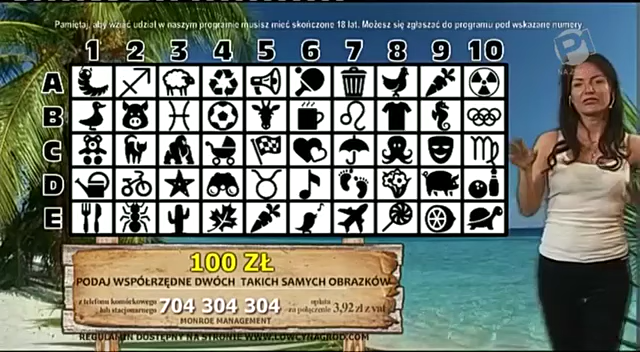 Pamiętaj, aby wziąć udział w naszym programie musisz mieć skończone 18 lat. Możesz się zgłaszać do programu pod wskazane numery
1 2 3 4 5 6 7 8 9 10
A
B
C
D
E
100 ZŁ
PODAJ WSPÓŁRZĘDNE DWÓCH TAKICH SAMYCH OBRAZKÓW
z telefonu komórkowego
lub stacjonarnego
704 304 304
opłata
za połączenie 3,92 zł z vat
MONROE MANAGEMENT
REGULAMIN DOSTĘPNY NA STRONIE WWW.LOWCYNAGROD.COM